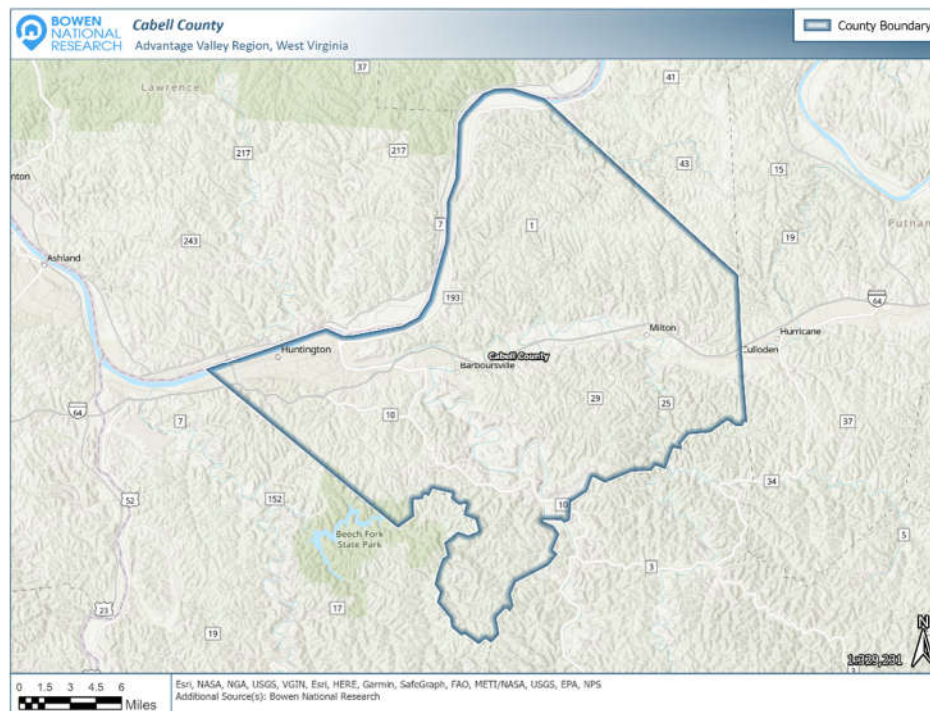 BOWEN
NATIONAL
RESEARCH
Cabell County
Advantage Valley Region, West Virginia
County Boundary
37
41
Lawrence
217
217
43
15
nton
7
1
Putnam
243
19
Ashland
193
64
Milton
Hurricane
Huntington
Cabell County
Culloden
Barboursville
64
7
10
29
25
37
34
52
152
10
Beech Fork
State Park
5
3
23
17
19
N
1:329,231
0 1.5 3 4.5 6
Miles
Esri, NASA, NGA, USGS, VGIN, Esri, HERE, Garmin, SafeGraph, FAO, METI/NASA, USGS, EPA, NPS
Additional Source(s): Bowen National Research